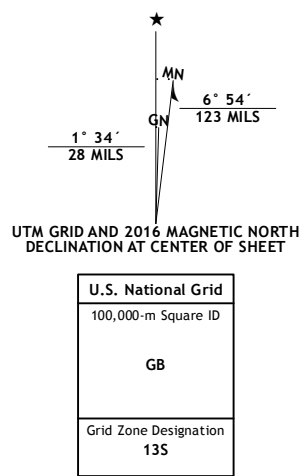 ★
MN
GN
6° 54´
123 MILS
1° 34´
28 MILS
UTM GRID AND 2016 MAGNETIC NORTH
DECLINATION AT CENTER OF SHEET
U.S. National Grid
100,000-m Square ID
GB
Grid Zone Designation
13S